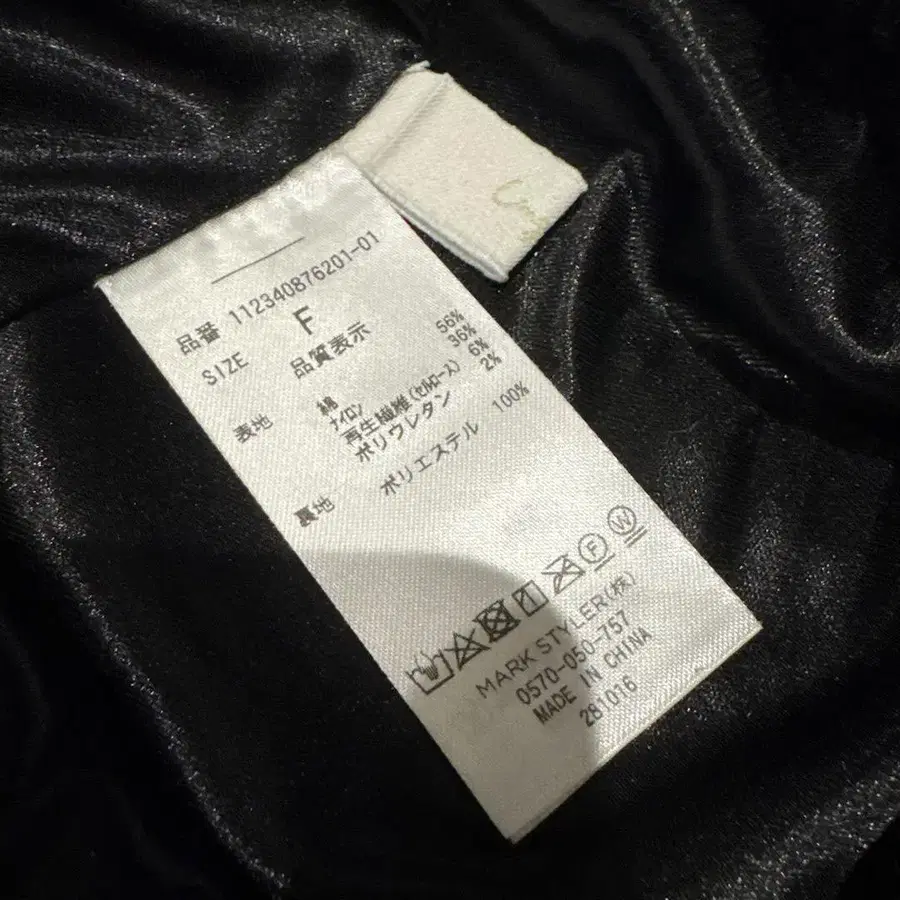 品番 112340876201-01
SIZE F
品質表示
表地 綿 56%
ナイロン 36%
再生繊維(セルロース) 6%
ポリウレタン 2%
裏地 ポリエステル 100%
F W
MARK STYLER(株)
0570-050-757
MADE IN CHINA
281016